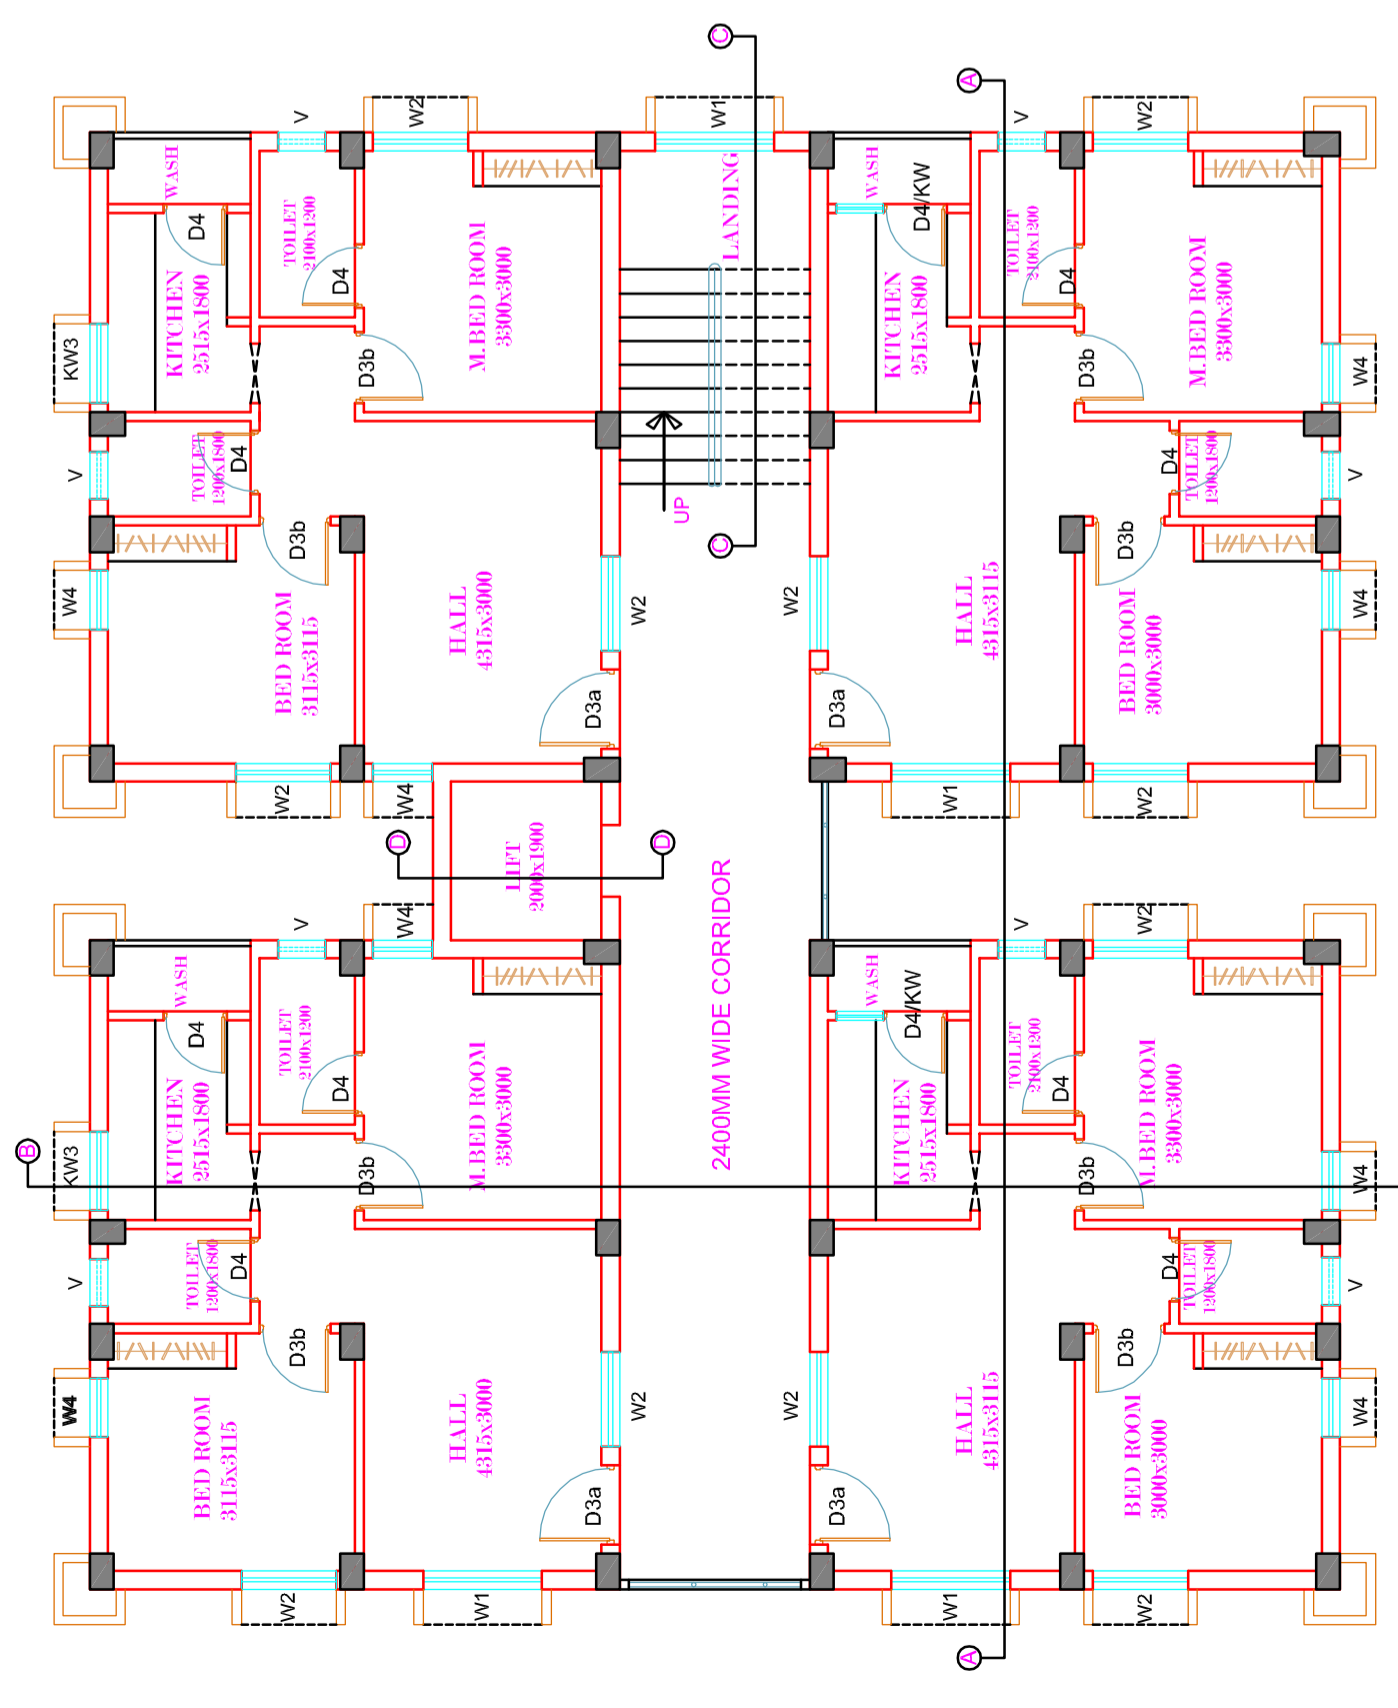 C
A
W2
W1
W2
V
V
WASH
D4
TOILET
2100x1200
D4
KITCHEN
2515x1800
M.BED ROOM
3300x3000
D3b
KW3
LANDING
UP
C
WASH
D4/KW
TOILET
2100x1200
D4
KITCHEN
2515x1800
M.BED ROOM
3300x3000
D3b
W4
V
TOILET
1200x1800
D4
D3b
W4
BED ROOM
3115x3115
HALL
4315x3000
W2
D3a
W2
D3a
HALL
4315x3115
TOILET
1200x1800
D4
V
D3b
BED ROOM
3000x3000
W4
W2
W4
W1
W2
D
D
LIFT
2000x1900
2400MM WIDE CORRIDOR
V
W4
V
W2
WASH
D4
TOILET
2100x1200
D4
KITCHEN
2515x1800
M.BED ROOM
3300x3000
D3b
KW3
B
WASH
D4/KW
TOILET
2100x1200
D4
KITCHEN
2515x1800
M.BED ROOM
3300x3000
D3b
W4
V
TOILET
1200x1800
D4
D3b
W4
BED ROOM
3115x3115
HALL
4315x3000
W2
D3a
W2
D3a
HALL
4315x3115
TOILET
1200x1800
D4
V
D3b
BED ROOM
3000x3000
W4
W2
W1
W1
W2
A